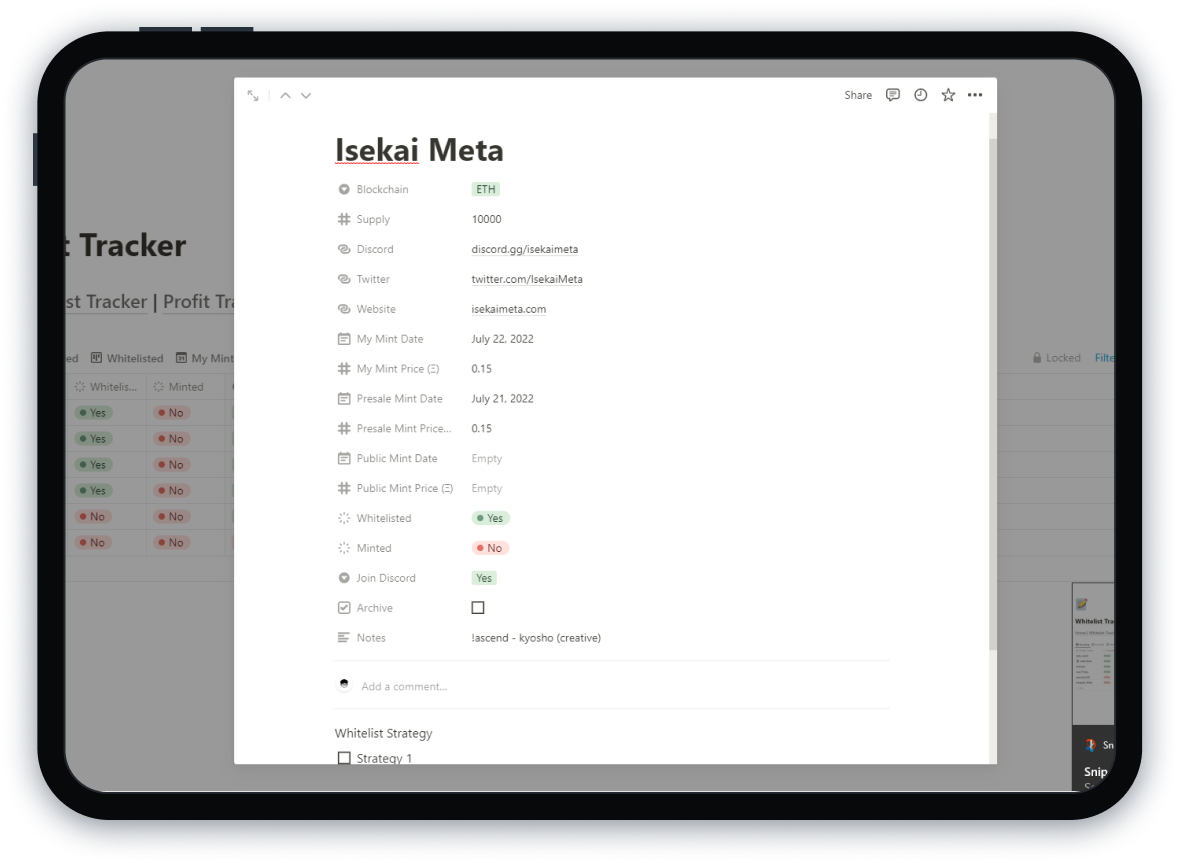 Share
Isekai Meta
Blockchain ETH
Supply 10000
Discord discord.gg/isekaimeta
Twitter twitter.com/IsekaiMeta
Website isekaimeta.com
My Mint Date July 22, 2022
My Mint Price (Ξ) 0.15
Presale Mint Date July 21, 2022
Presale Mint Price... 0.15
Public Mint Date Empty
Public Mint Price (Ξ) Empty
Whitelisted Yes
Minted No
Join Discord Yes
Archive
Notes !ascend - kyosho (creative)
Add a comment...
Whitelist Strategy
Strategy 1
t Tracker
st Tracker | Profit Tra
ed Whitelisted My Mint
Locked Filte
Whitelis... Minted
Yes No
Yes No
Yes No
Yes No
No No
No No
Whitelist Tra
Sn
Snip